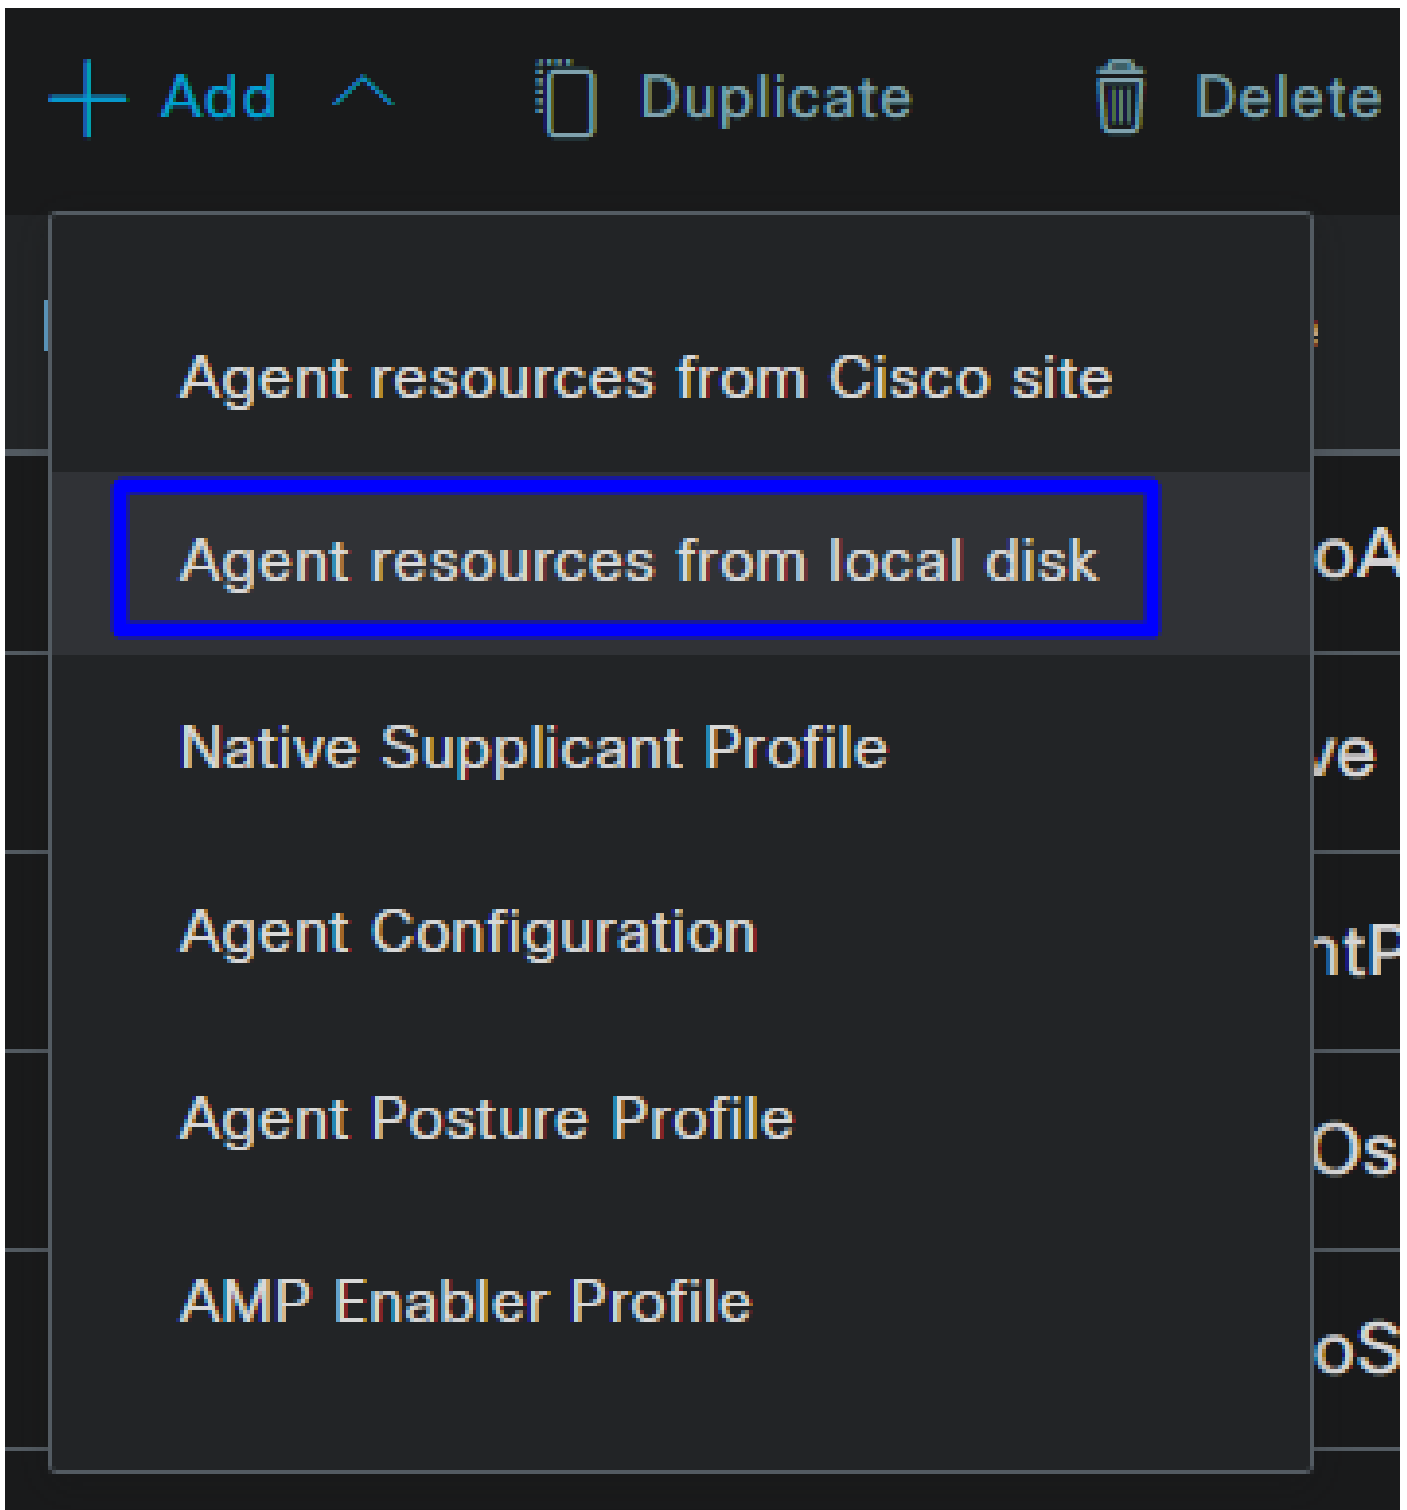 Add Duplicate Delete
Agent resources from Cisco site
Agent resources from local disk
Native Supplicant Profile
Agent Configuration
Agent Posture Profile
AMP Enabler Profile